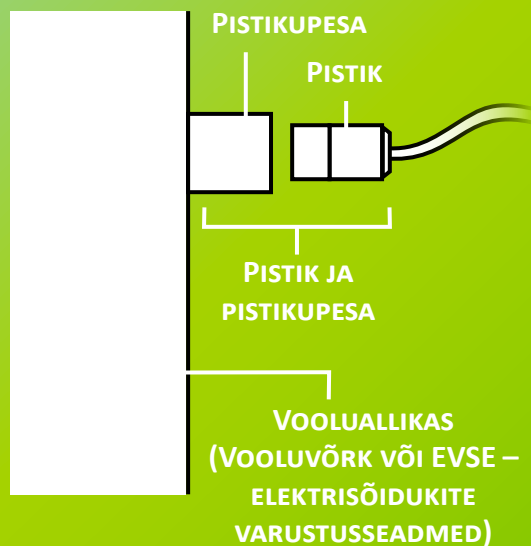 Pistikupesa
Pistik
Pistik ja
pistikupesa
Vooluallikas
(Vooluvõrk või EVSE –
elektrisõidukite
varustusseadmed)